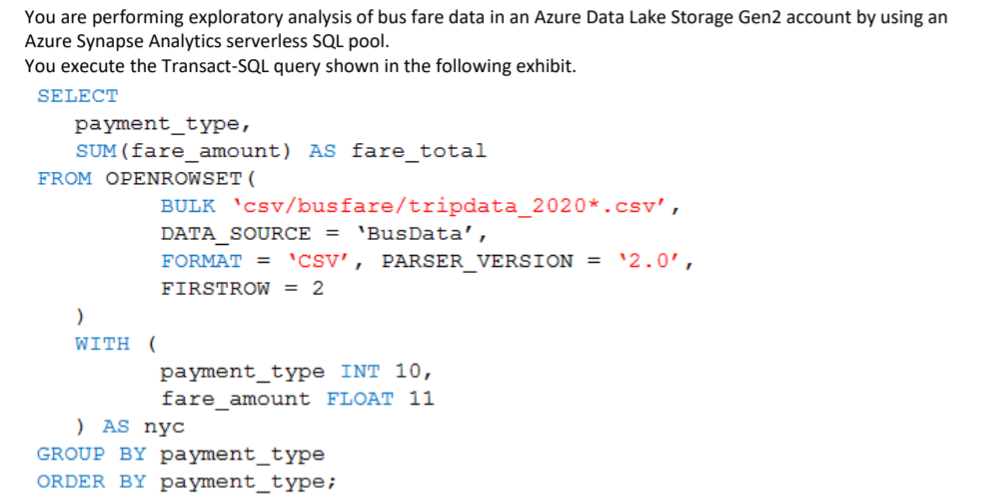 You are performing exploratory analysis of bus fare data in an Azure Data Lake Storage Gen2 account by using an
Azure Synapse Analytics serverless SQL pool.
You execute the Transact-SQL query shown in the following exhibit.
SELECT
payment_type,
SUM(fare_amount) AS fare_total
FROM OPENROWSET(
BULK ‛csv/busfare/tripdata_2020*.csv′,
DATA_SOURCE = ‛BusData′,
FORMAT = ‛CSV′, PARSER_VERSION = ‛2.0′,
FIRSTROW = 2
)
WITH (
payment_type INT 10,
fare_amount FLOAT 11
) AS nyc
GROUP BY payment_type
ORDER BY payment_type;